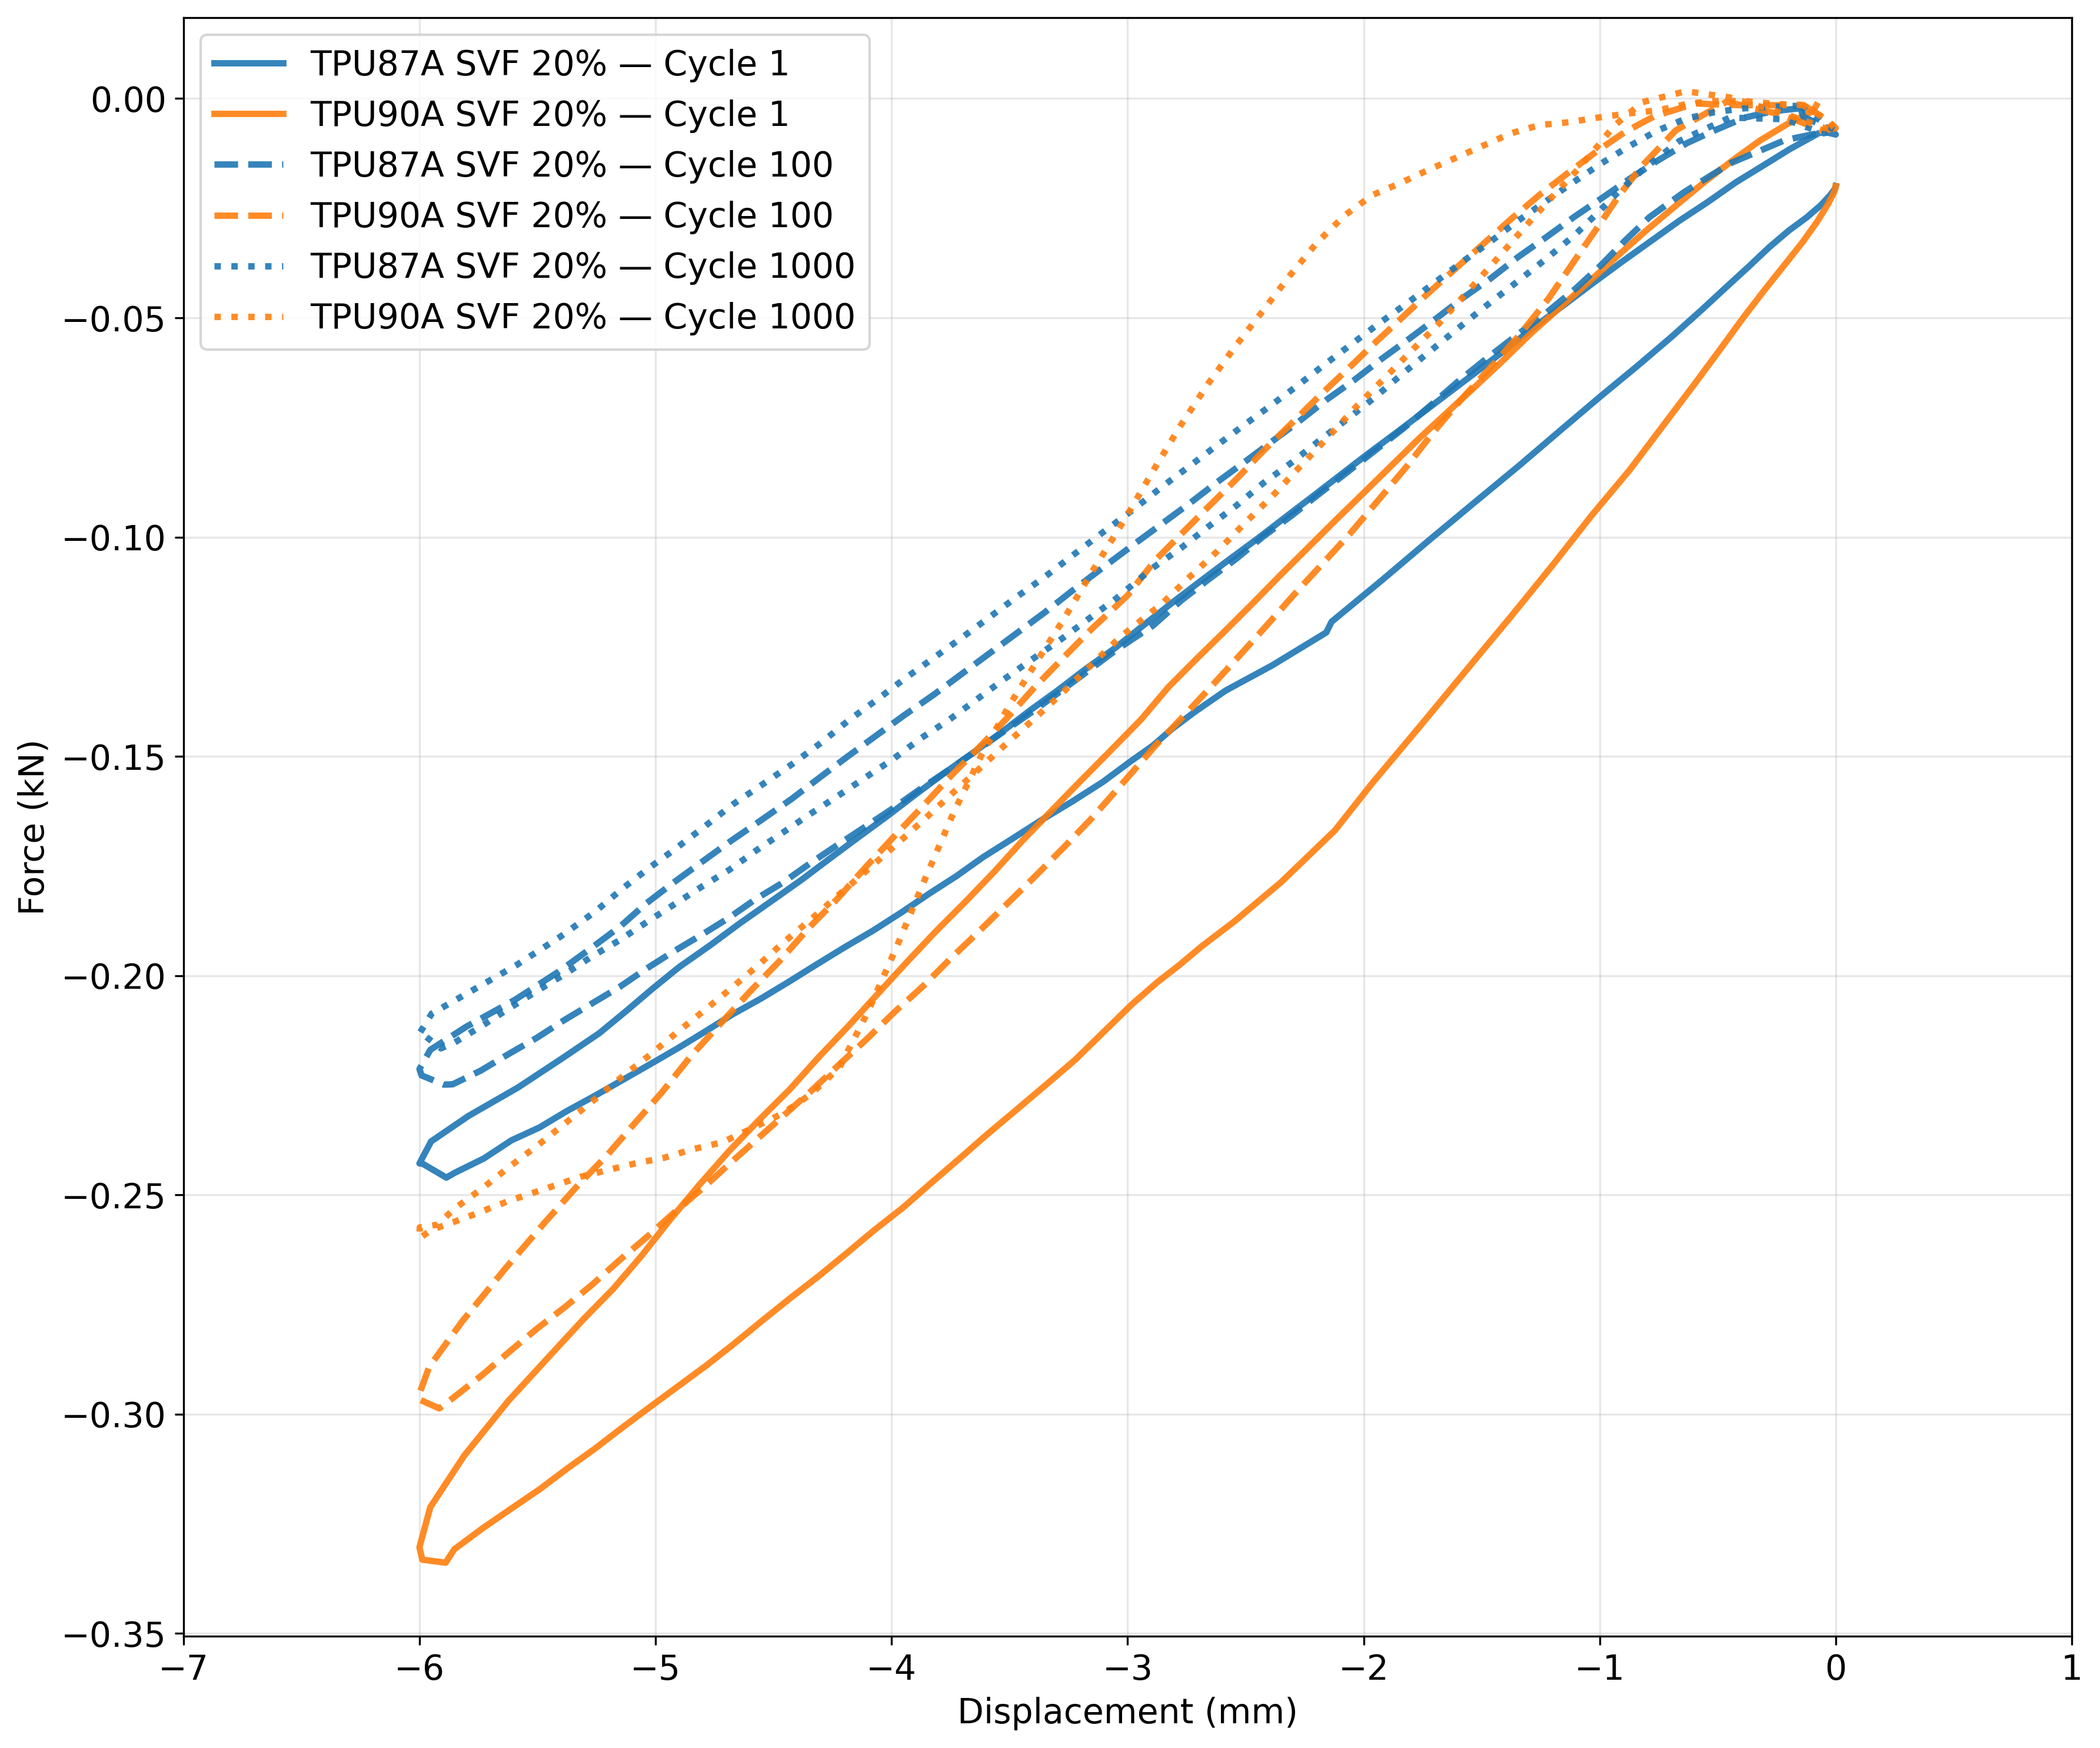 TPU87A SVF 20% — Cycle 1
TPU90A SVF 20% — Cycle 1
TPU87A SVF 20% — Cycle 100
TPU90A SVF 20% — Cycle 100
TPU87A SVF 20% — Cycle 1000
TPU90A SVF 20% — Cycle 1000
0.00
−0.05
−0.10
−0.15
−0.20
−0.25
−0.30
−0.35
Force (kN)
−7 −6 −5 −4 −3 −2 −1 0 1
Displacement (mm)